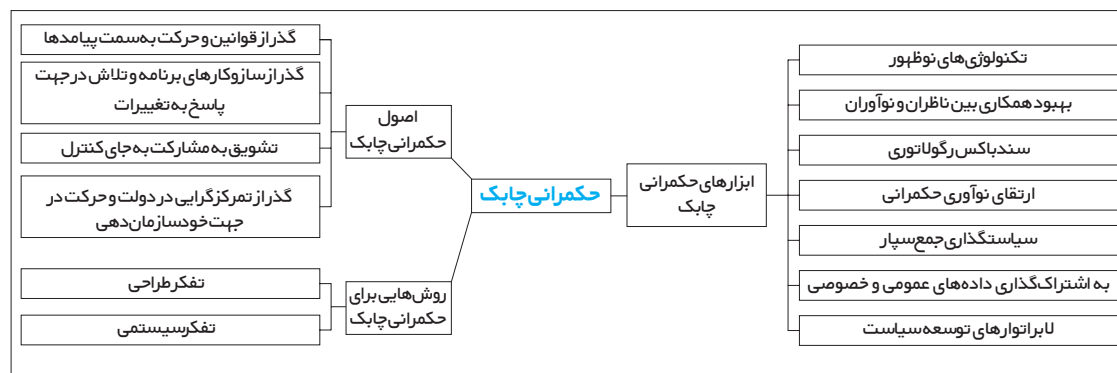 حکمرانی چابک
ابزارهای حکمرانی
چابک
تکنولوژی‌های نوظهور
بهبود همکاری بین ناظران و نوآوران
سندباکس رگولاتوری
ارتقای نوآوری حکمرانی
سیاستگذاری جمع‌سپار
به اشتراک‌گذاری داده‌های عمومی و خصوصی
لابراتوارهای توسعه سیاست
اصول
حکمرانی چابک
گذر از قوانین و حرکت به سمت پیامدها
گذر از سازوکارهای برنامه و تلاش در جهت
پاسخ به تغییرات
تشویق به مشارکت به جای کنترل
گذر از تمرکزگرایی در دولت و حرکت در
جهت خودسازمان‌دهی
روش‌هایی برای
حکمرانی چابک
تفکر طراحی
تفکر سیستمی